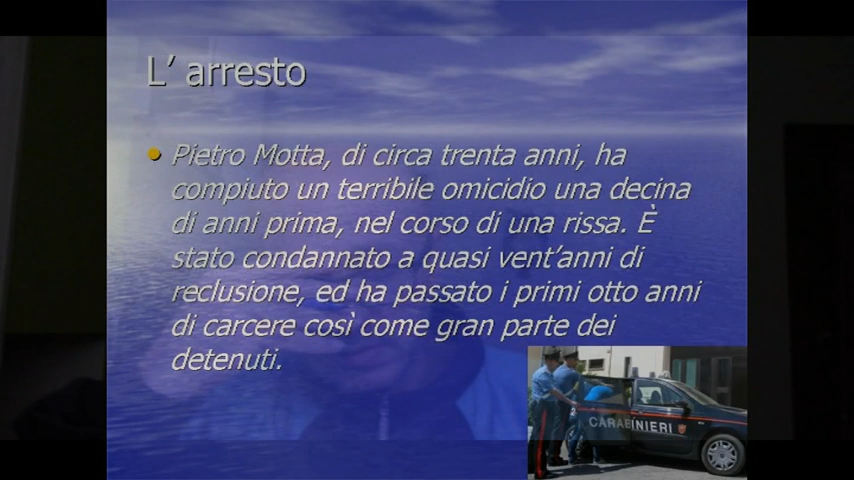 L' arresto
• Pietro Motta, di circa trenta anni, ha
compiuto un terribile omicidio una decina
di anni prima, nel corso di una rissa. È
stato condannato a quasi vent'anni di
reclusione, ed ha passato i primi otto anni
di carcere così come gran parte dei
detenuti.
CARABINIERI